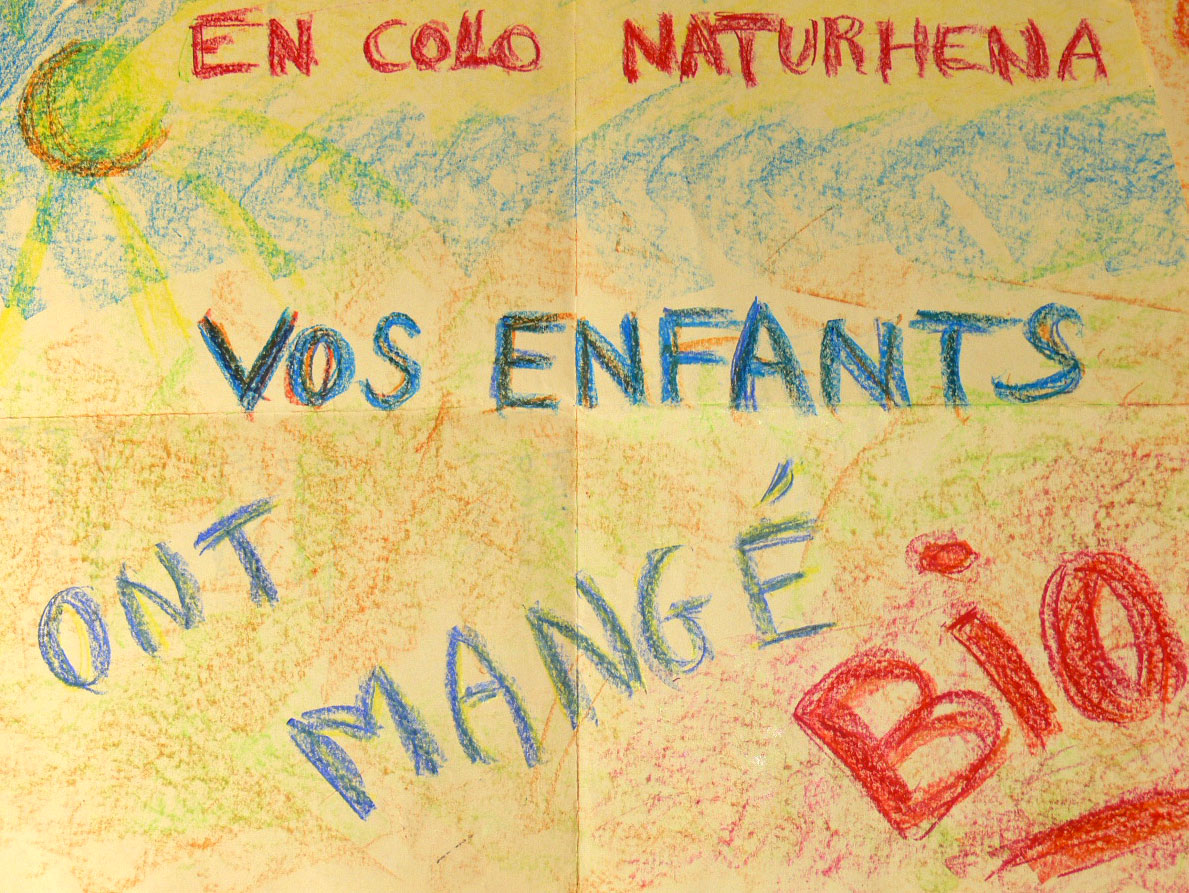 EN COLO NATURHENA
VOS ENFANTS
ONT MANGÉ BiO